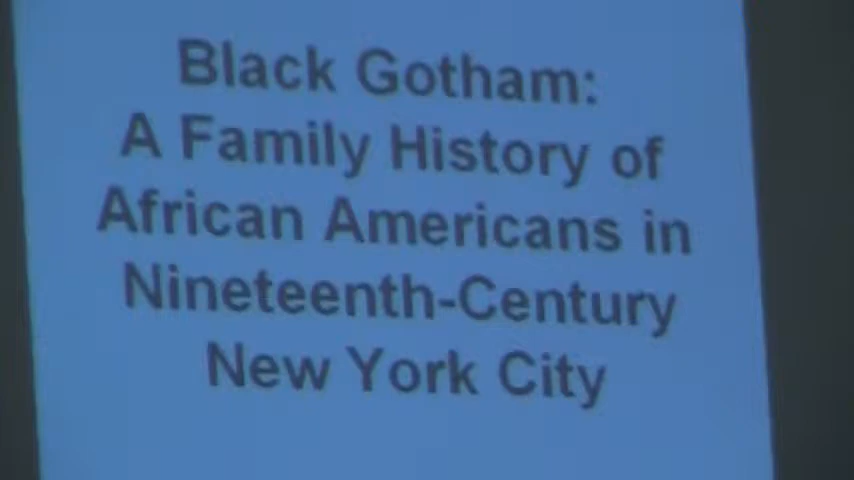 Black Gotham:
A Family History of
African Americans in
Nineteenth-Century
New York City